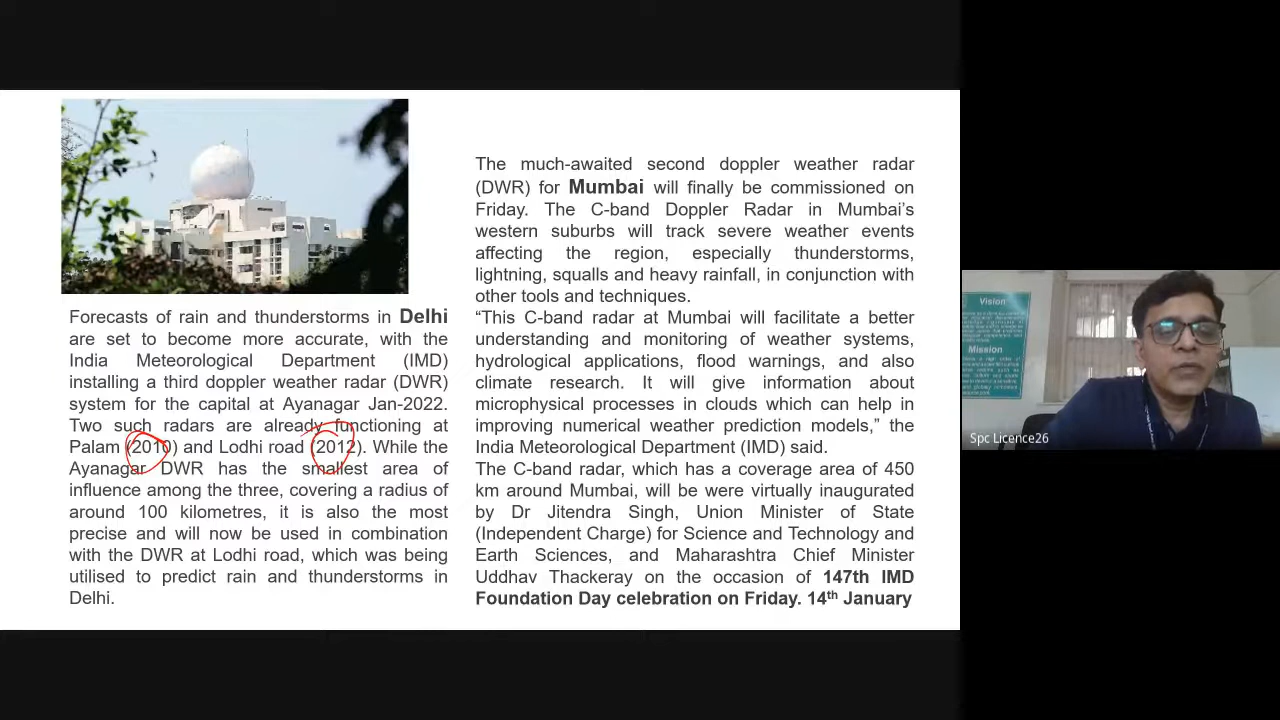 Forecasts of rain and thunderstorms in Delhi
are set to become more accurate, with the
India Meteorological Department (IMD)
installing a third doppler weather radar (DWR)
system for the capital at Ayanagar Jan-2022.
Two such radars are already functioning at
Palam (2010) and Lodhi road (2012). While the
Ayanagar DWR has the smallest area of
influence among the three, covering a radius of
around 100 kilometres, it is also the most
precise and will now be used in combination
with the DWR at Lodhi road, which was being
utilised to predict rain and thunderstorms in
Delhi.
The much-awaited second doppler weather radar
(DWR) for Mumbai will finally be commissioned on
Friday. The C-band Doppler Radar in Mumbai’s
western suburbs will track severe weather events
affecting the region, especially thunderstorms,
lightning, squalls and heavy rainfall, in conjunction with
other tools and techniques.
“This C-band radar at Mumbai will facilitate a better
understanding and monitoring of weather systems,
hydrological applications, flood warnings, and also
climate research. It will give information about
microphysical processes in clouds which can help in
improving numerical weather prediction models,” the
India Meteorological Department (IMD) said.
The C-band radar, which has a coverage area of 450
km around Mumbai, will be were virtually inaugurated
by Dr Jitendra Singh, Union Minister of State
(Independent Charge) for Science and Technology and
Earth Sciences, and Maharashtra Chief Minister
Uddhav Thackeray on the occasion of 147th IMD
Foundation Day celebration on Friday. 14th January
Vision
Mission
Spc Licence26